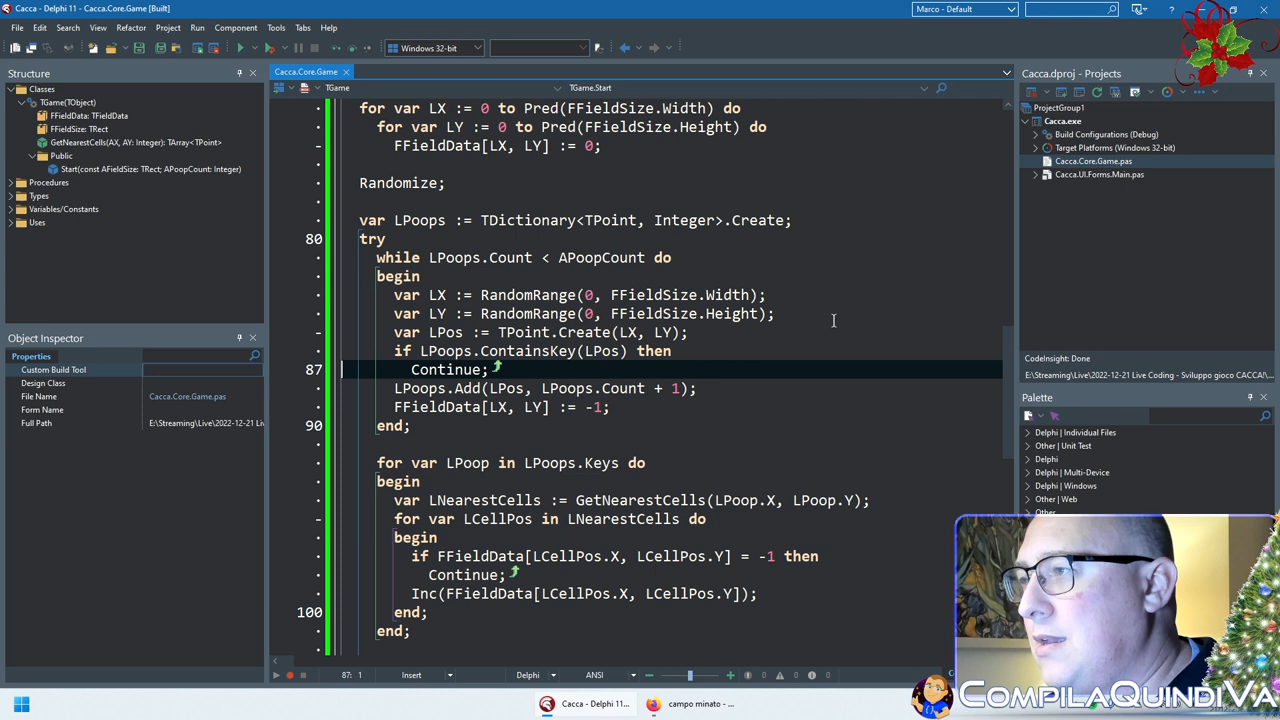 Cacca - Delphi 11 - Cacca.Core.Game [Built]
Marco - Default
File Edit Search View Refactor Project Run Component Tools Tabs Help
Windows 32-bit
Structure
Classes
TGame(TObject)
FFieldData: TFieldData
FFieldSize: TRect
GetNearestCells(AX, AY: Integer): TArray<TPoint>
Public
Start(const AFieldSize: TRect; APoopCount: Integer)
Procedures
Types
Variables/Constants
Uses
Object Inspector
Properties
Custom Build Tool
Design Class
File Name Cacca.Core.Game.pas
Form Name
Full Path E:\Streaming\Live\2022-12-21 Liv
Cacca.Core.Game
TGame TGame.Start
for var LX := 0 to Pred(FFieldSize.Width) do
for var LY := 0 to Pred(FFieldSize.Height) do
FFieldData[LX, LY] := 0;
Randomize;
var LPoops := TDictionary<TPoint, Integer>.Create;
80 try
while LPoops.Count < APoopCount do
begin
var LX := RandomRange(0, FFieldSize.Width);
var LY := RandomRange(0, FFieldSize.Height);
var LPos := TPoint.Create(LX, LY);
if LPoops.ContainsKey(LPos) then
87 Continue;
LPoops.Add(LPos, LPoops.Count + 1);
FFieldData[LX, LY] := -1;
90 end;
for var LPoop in LPoops.Keys do
begin
var LNearestCells := GetNearestCells(LPoop.X, LPoop.Y);
for var LCellPos in LNearestCells do
begin
if FFieldData[LCellPos.X, LCellPos.Y] = -1 then
Continue;
Inc(FFieldData[LCellPos.X, LCellPos.Y]);
100 end;
end;
87: 1 Insert Delphi ANSI 0 0 0
Cacca.dproj - Projects
ProjectGroup1
Cacca.exe
Build Configurations (Debug)
Target Platforms (Windows 32-bit)
Cacca.Core.Game.pas
Cacca.UI.Forms.Main.pas
CodeInsight: Done
E:\Streaming\Live\2022-12-21 Live Coding - Sviluppo gioco CACCA!\
Palette
Delphi | Individual Files
Other | Unit Test
Delphi
Delphi | Multi-Device
Delphi | Windows
Other | Web
Other
CompilaQuindiVa
Cacca - Delphi 11...
campo minato - ...